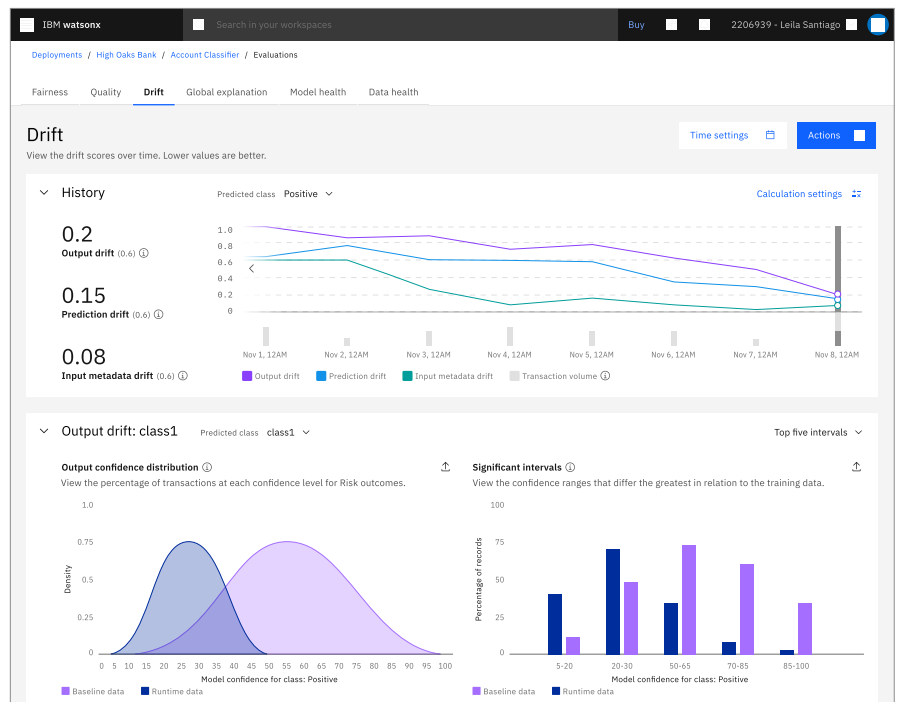 IBM watsonx
Search in your workspaces
Buy
2206939 - Leila Santiago
Deployments / High Oaks Bank / Account Classifier / Evaluations
Fairness Quality Drift Global explanation Model health Data health
Drift
View the drift scores over time. Lower values are better.
Time settings
Actions
History
Predicted class Positive
Calculation settings
0.2
Output drift (0.6)
0.15
Prediction drift (0.6)
0.08
Input metadata drift (0.6)
1.0
0.8
0.6
0.4
0.2
0
Nov 1, 12AM Nov 2, 12AM Nov 3, 12AM Nov 4, 12AM Nov 5, 12AM Nov 6, 12AM Nov 7, 12AM Nov 8, 12AM
Output drift Prediction drift Input metadata drift Transaction volume
Output drift: class1
Predicted class class1
Top five intervals
Output confidence distribution
View the percentage of transactions at each confidence level for Risk outcomes.
1.0
0.75
0.5
0.25
0
Density
0 5 10 15 20 25 30 35 40 45 50 55 60 65 70 75 80 85 90 95 100
Model confidence for class: Positive
Baseline data Runtime data
Significant intervals
View the confidence ranges that differ the greatest in relation to the training data.
100
75
50
25
0
Percentage of records
5-20 20-30 50-65 70-85 85-100
Model confidence for class: Positive
Baseline data Runtime data